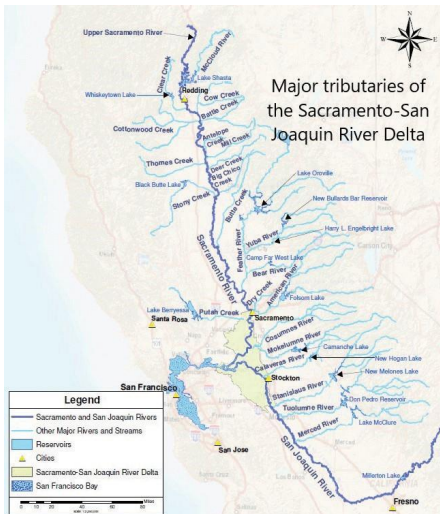 Upper Sacramento River
N
W
E
S
McCloud River
Clear Creek
Lake Shasta
Redding
Whiskeytown Lake
Cow Creek
Battle Creek
Cottonwood Creek
Antelope
Creek
Mill Creek
Major tributaries of
the Sacramento-San
Joaquin River Delta
Thomes Creek
Deer Creek
Big Chico
Creek
Black Butte Lake
Stony Creek
Butte Creek
Lake Oroville
New Bullards Bar Reservoir
Sacramento River
Feather River
Yuba River
Harry L. Englebright Lake
Camp Far West Lake
Bear River
Dry Creek
American River
Folsom Lake
Lake Berryessa
Putah Creek
Sacramento
Santa Rosa
Cosumnes River
Mokelumne River
Camanche Lake
Calaveras River
New Hogan Lake
Stockton
New Melones Lake
San Francisco
Stanislaus River
Don Pedro Reservoir
Tuolumne River
Lake McClure
Merced River
San Jose
San Joaquin River
Millerton Lake
Fresno
Legend
Sacramento and San Joaquin Rivers
Other Major Rivers and Streams
Reservoirs
Cities
Sacramento-San Joaquin River Delta
San Francisco Bay
0
20
40
60
80
Miles